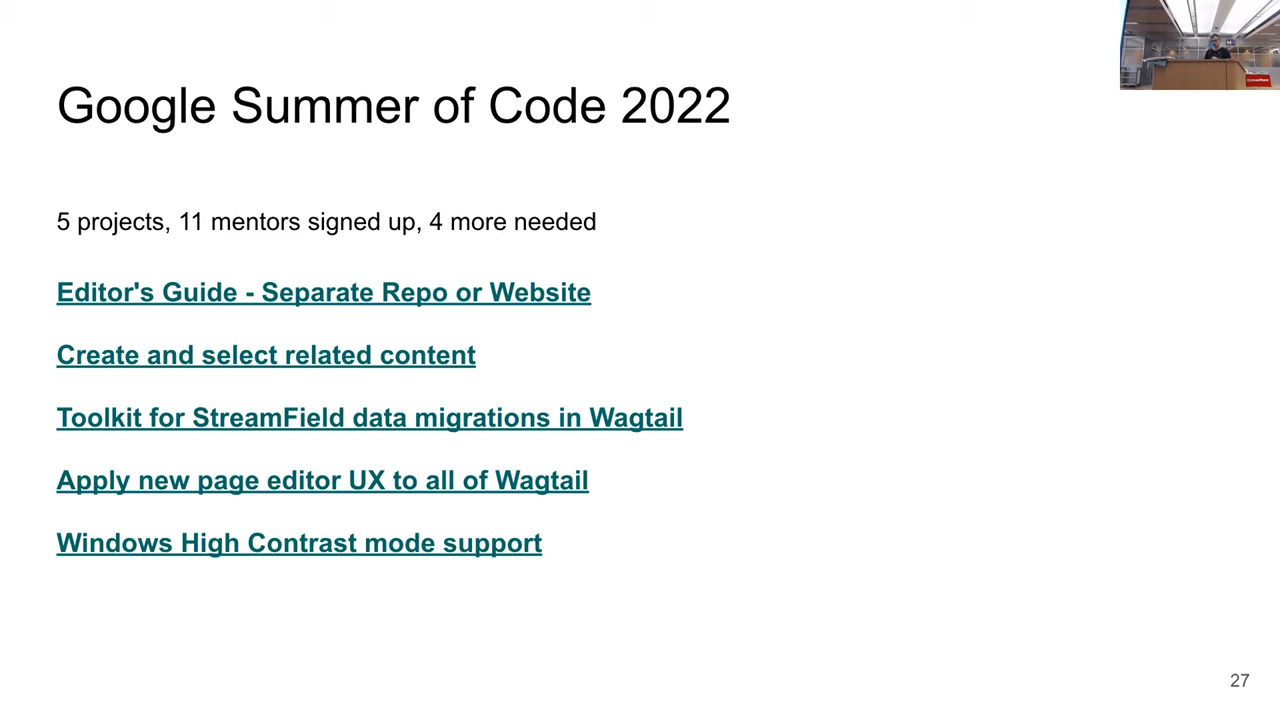 Google Summer of Code 2022
5 projects, 11 mentors signed up, 4 more needed
Editor's Guide - Separate Repo or Website
Create and select related content
Toolkit for StreamField data migrations in Wagtail
Apply new page editor UX to all of Wagtail
Windows High Contrast mode support
27